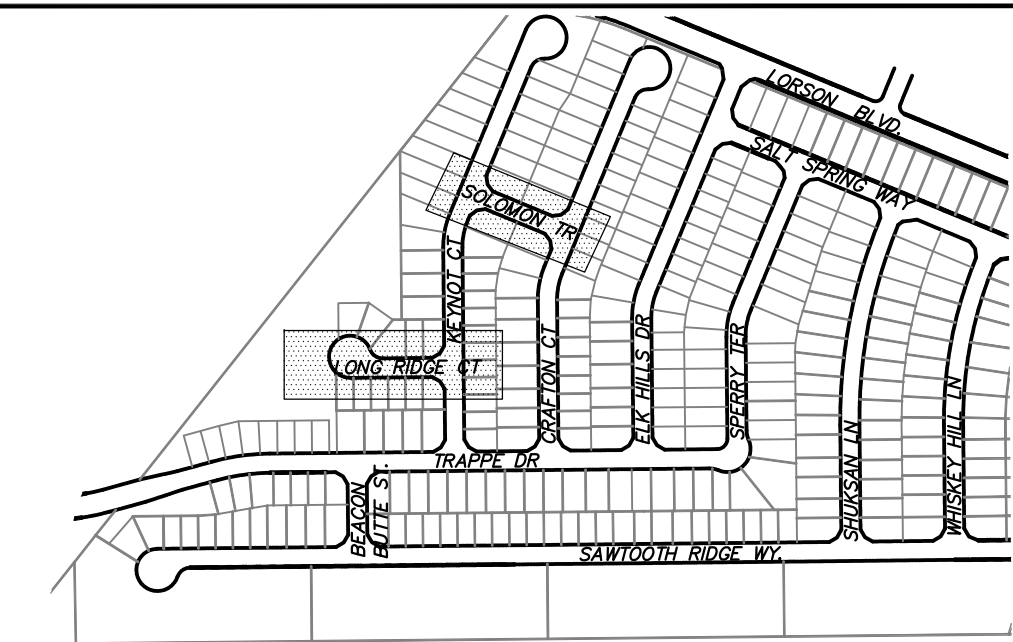 LORSON BLVD.
SALT SPRING WAY
SOLOMON TR
KEYNOT CT
LONG RIDGE CT
CRAFTON CT
ELK HILLS DR
SPERRY TER
TRAPPE DR
SHUKSAN LN
WHISKEY HILL LN
BEACON
BUTTE ST.
SAWTOOTH RIDGE WY.